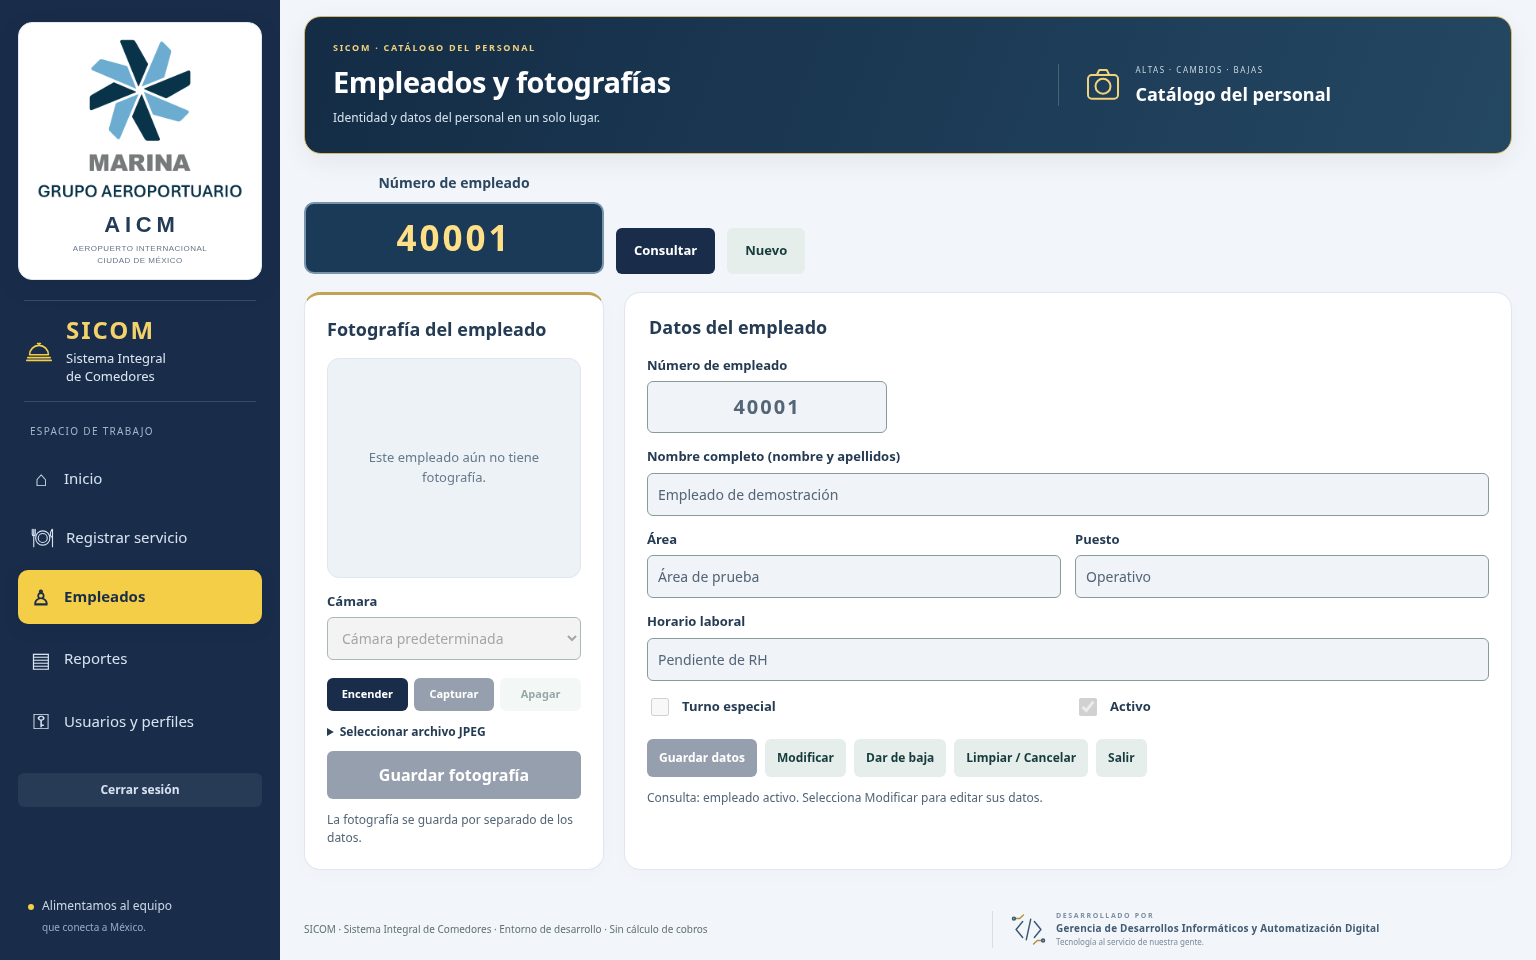 MARINA
GRUPO AEROPORTUARIO
AICM
AEROPUERTO INTERNACIONAL
CIUDAD DE MÉXICO
SICOM
Sistema Integral
de Comedores
ESPACIO DE TRABAJO
Inicio
Registrar servicio
Empleados
Reportes
Usuarios y perfiles
Cerrar sesión
Alimentamos al equipo
que conecta a México.
SICOM · CATÁLOGO DEL PERSONAL
Empleados y fotografías
Identidad y datos del personal en un solo lugar.
ALTAS · CAMBIOS · BAJAS
Catálogo del personal
Número de empleado
40001
Consultar
Nuevo
Fotografía del empleado
Este empleado aún no tiene
fotografía.
Cámara
Cámara predeterminada
Encender
Capturar
Apagar
Seleccionar archivo JPEG
Guardar fotografía
La fotografía se guarda por separado de los
datos.
Datos del empleado
Número de empleado
40001
Nombre completo (nombre y apellidos)
Empleado de demostración
Área
Puesto
Área de prueba
Operativo
Horario laboral
Pendiente de RH
Turno especial
Activo
Guardar datos
Modificar
Dar de baja
Limpiar / Cancelar
Salir
Consulta: empleado activo. Selecciona Modificar para editar sus datos.
SICOM · Sistema Integral de Comedores · Entorno de desarrollo · Sin cálculo de cobros
DESARROLLADO POR
Gerencia de Desarrollos Informáticos y Automatización Digital
Tecnología al servicio de nuestra gente.